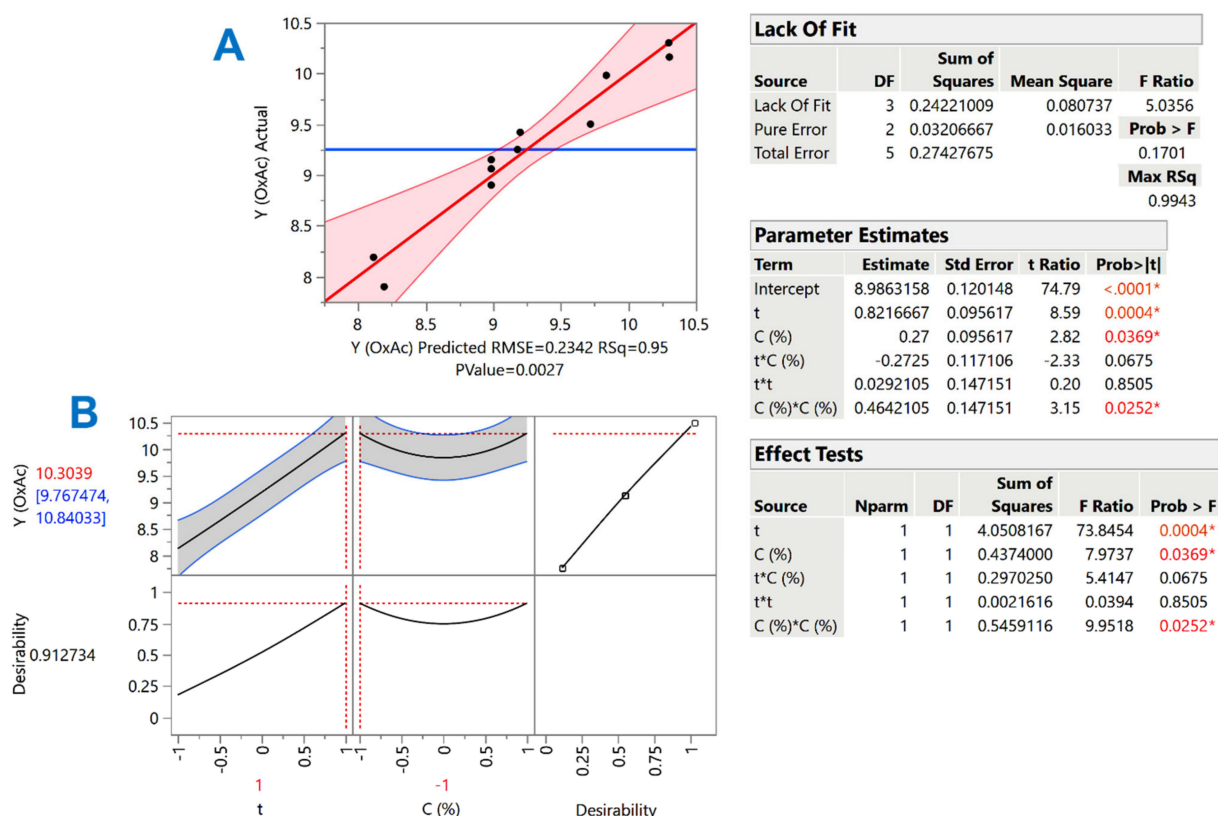 A
10.5
10
9.5
9
8.5
8
Y (OxAc) Actual
8 8.5 9 9.5 10 10.5
Y (OxAc) Predicted RMSE=0.2342 RSq=0.95
PValue=0.0027
Lack Of Fit
Source DF Sum of Squares Mean Square F Ratio
Lack Of Fit 3 0.24221009 0.080737 5.0356
Pure Error 2 0.03206667 0.016033 Prob > F
Total Error 5 0.27427675 0.1701
Max RSq
0.9943
Parameter Estimates
Term Estimate Std Error t Ratio Prob>|t|
Intercept 8.9863158 0.120148 74.79 <.0001*
t 0.8216667 0.095617 8.59 0.0004*
C (%) 0.27 0.095617 2.82 0.0369*
t*C (%) -0.2725 0.117106 -2.33 0.0675
t*t 0.0292105 0.147151 0.20 0.8505
C (%)*C (%) 0.4642105 0.147151 3.15 0.0252*
Effect Tests
Source Nparm DF Sum of Squares F Ratio Prob > F
t 1 1 4.0508167 73.8454 0.0004*
C (%) 1 1 0.4374000 7.9737 0.0369*
t*C (%) 1 1 0.2970250 5.4147 0.0675
t*t 1 1 0.0021616 0.0394 0.8505
C (%)*C (%) 1 1 0.5459116 9.9518 0.0252*
B
Y (OxAc)
10.3039
[9.767474,
10.84033]
10.5
10
9.5
9
8.5
8
Desirability
0.912734
1
0.75
0.5
0.25
0
-1 -0.5 0 0.5 1
-1 -0.5 0 0.5 1
0 0.25 0.5 0.75 1
1
t
-1
C (%)
Desirability